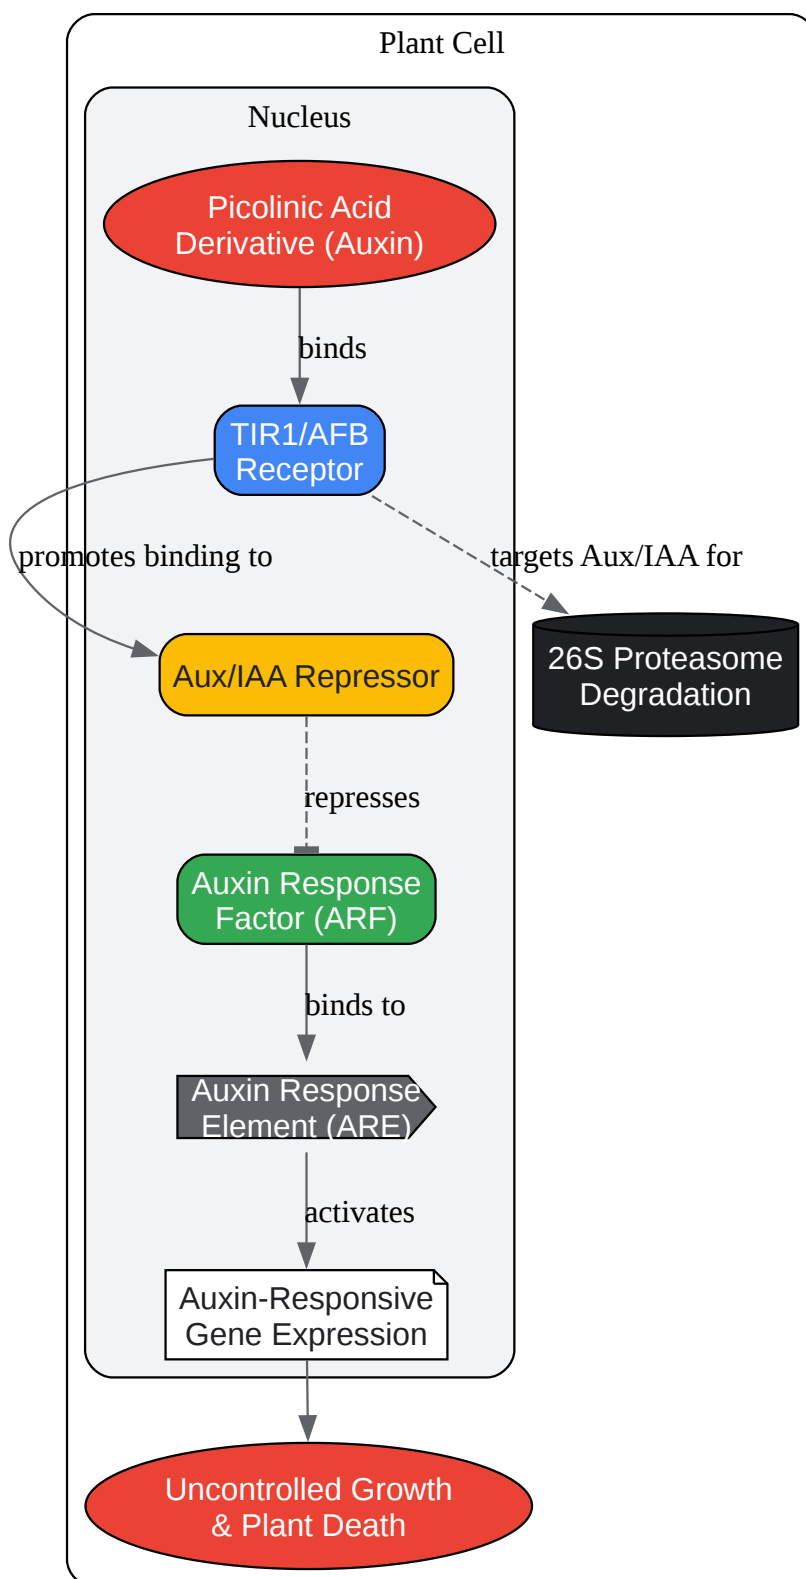 Plant Cell
Nucleus
Picolinic Acid
Derivative (Auxin)
binds
TIR1/AFB
Receptor
promotes binding to
targets Aux/IAA for
26S Proteasome
Degradation
Aux/IAA Repressor
represses
Auxin Response
Factor (ARF)
binds to
Auxin Response
Element (ARE)
activates
Auxin-Responsive
Gene Expression
Uncontrolled Growth
& Plant Death